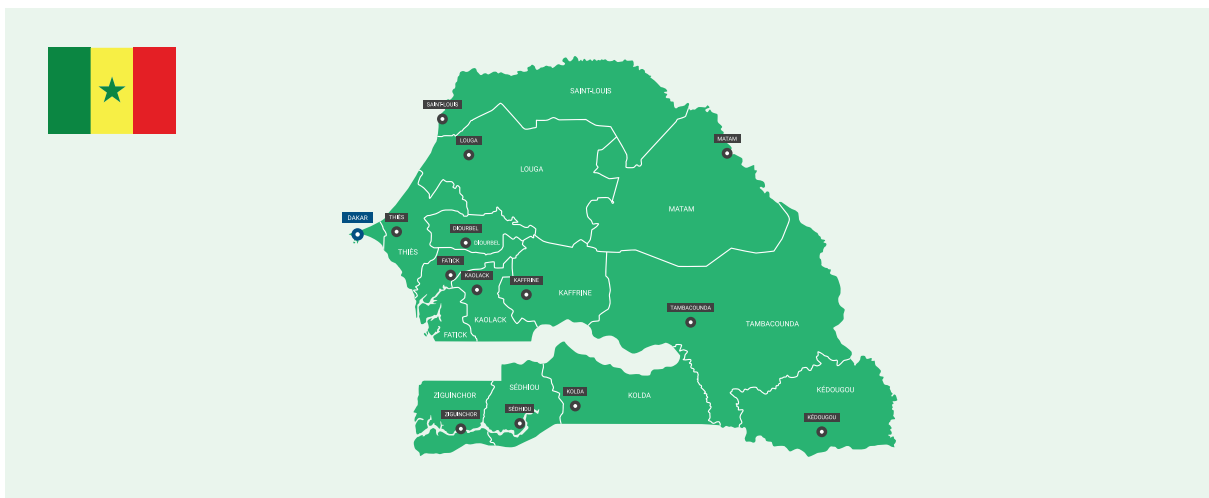 SAINT-LOUIS
SAINT-LOUIS
LOUGA
MATAM
LOUGA
MATAM
DAKAR
THIÈS
DIOURBEL
DIOURBEL
THIÈS
FATICK
KAOLACK
KAFFRINE
KAFFRINE
TAMBACOUNDA
KAOLACK
TAMBACOUNDA
FATICK
SÉDHIOU
KÉDOUGOU
ZIGUINCHOR
KOLDA
KOLDA
SÉDHIOU
ZIGUINCHOR
KÉDOUGOU